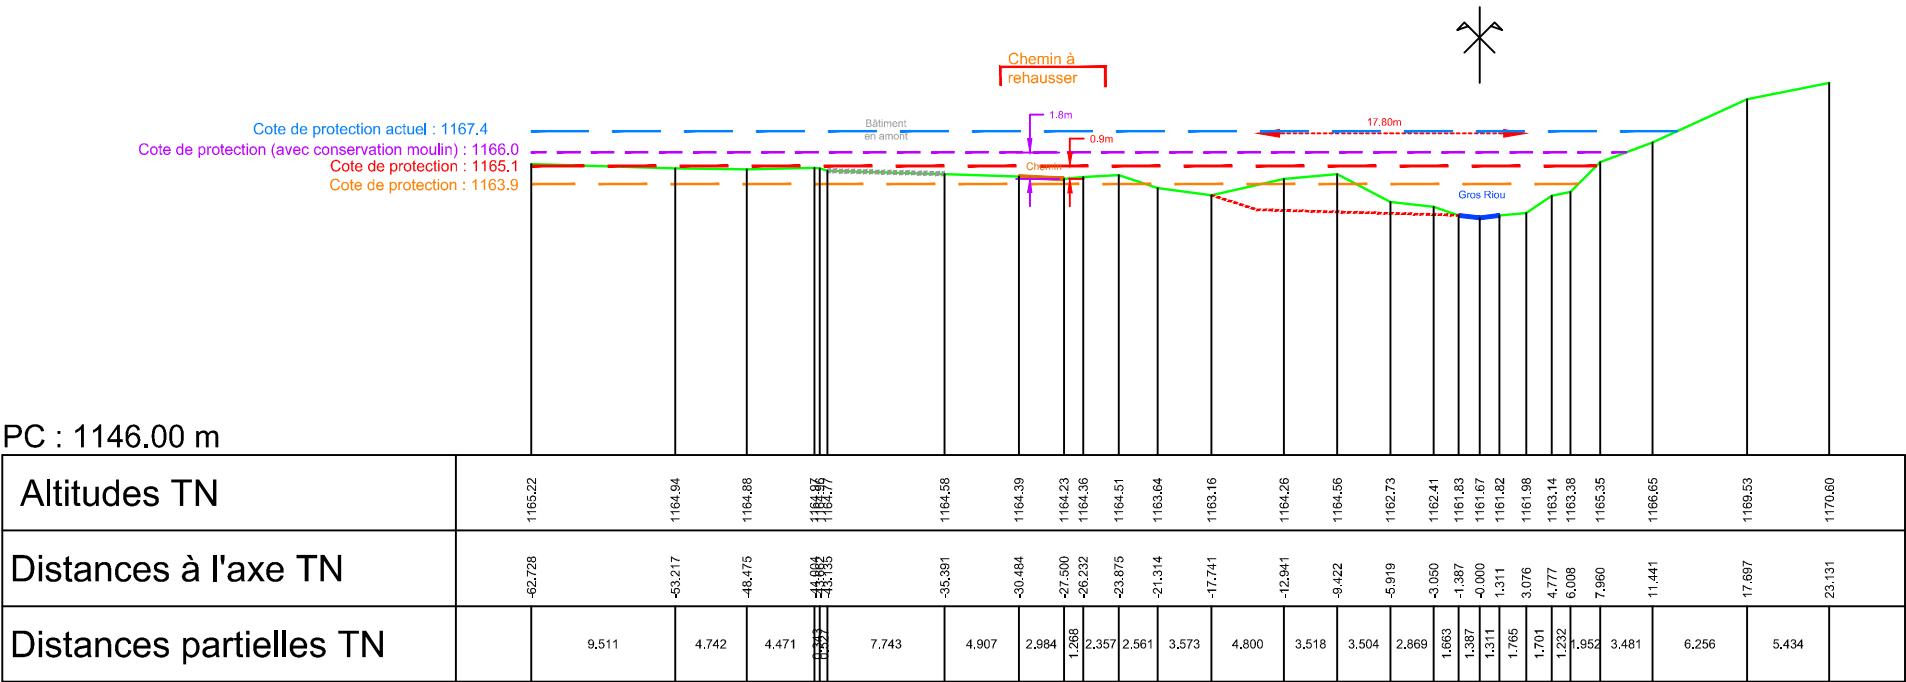 Chemin à
rehausser
1.8m
Bâtiment
en amont
17.80m
Cote de protection actuel : 1167.4
0.9m
Cote de protection (avec conservation moulin) : 1166.0
Cote de protection : 1165.1
Chemin
Cote de protection : 1163.9
Gros Riou
PC : 1146.00 m
Altitudes TN
1165.22 1164.94 1164.88 1164.77 1164.58 1164.39 1164.23 1164.36 1164.51 1163.64 1163.16 1164.26 1164.56 1162.73 1162.41 1161.83 1161.67 1161.82 1161.98 1163.14 1163.38 1165.35 1166.65 1169.53 1170.60
Distances à l'axe TN
-62.728 -53.217 -48.475 -43.135 -35.391 -30.484 -27.500 -26.232 -23.875 -21.314 -17.741 -12.941 -9.422 -5.919 -3.050 -1.387 -0.000 1.311 3.076 4.777 6.008 7.960 11.441 17.697 23.131
Distances partielles TN
9.511 4.742 4.471 7.743 4.907 2.984 1.268 2.357 2.561 3.573 4.800 3.518 3.504 2.869 1.663 1.387 1.311 1.765 1.701 1.232 1.952 3.481 6.256 5.434